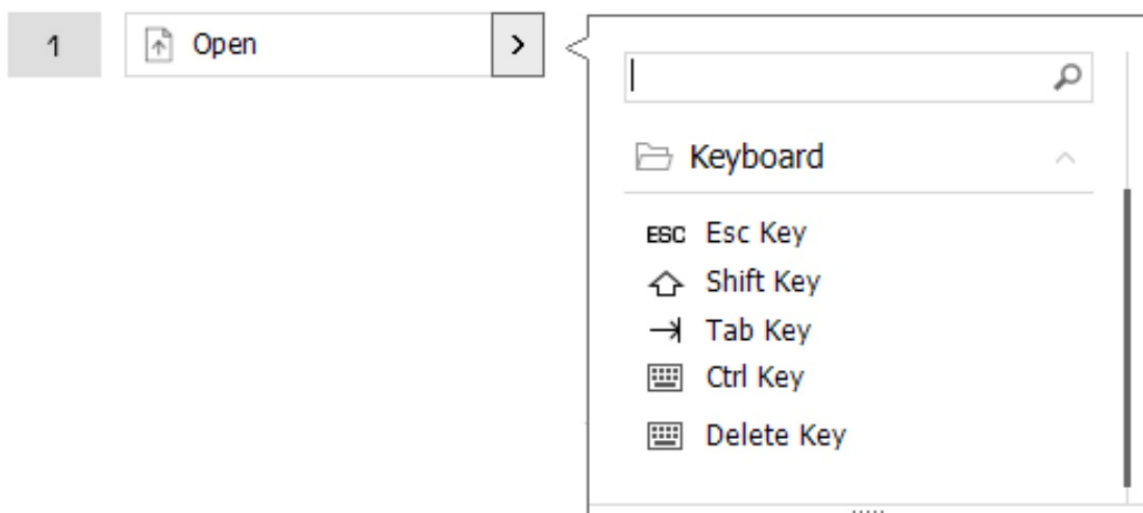 1
Open
Keyboard
ESC Esc Key
Shift Key
Tab Key
Ctrl Key
Delete Key